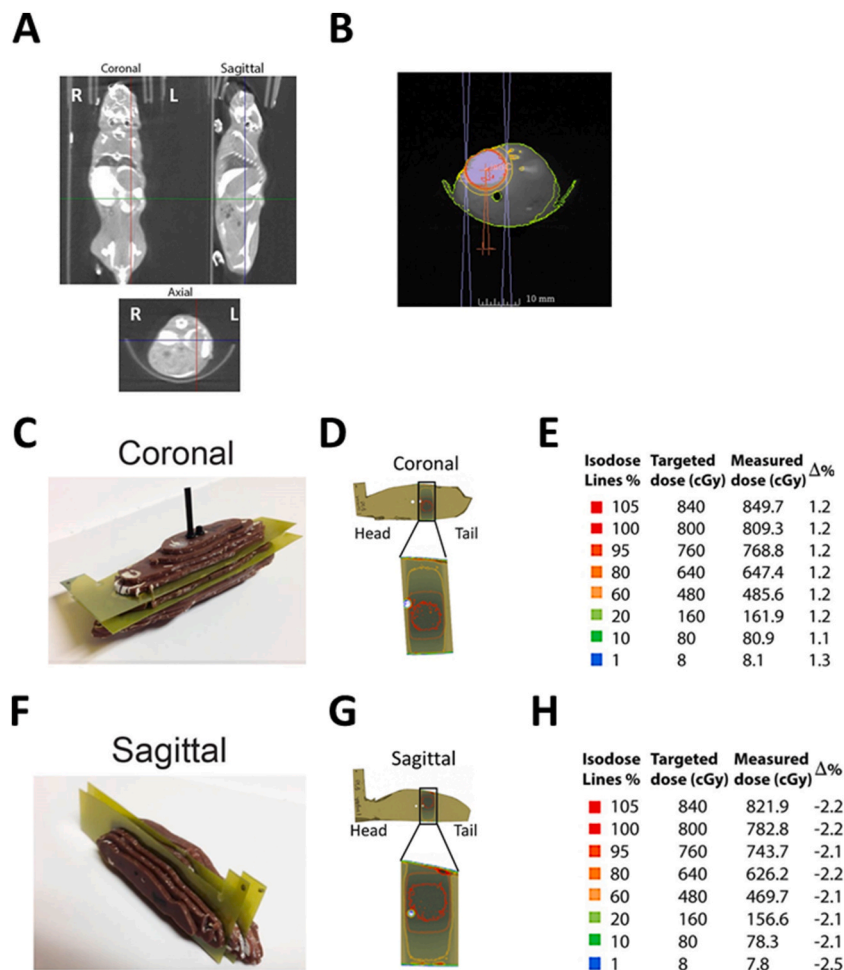 A
B
Coronal
Sagittal
R
L
Axial
R
L
10 mm
C
D
E
Coronal
Coronal
Head
Tail
Isodose Targeted Measured Δ%
Lines % dose (cGy) dose (cGy)
105 840 849.7 1.2
100 800 809.3 1.2
95 760 768.8 1.2
80 640 647.4 1.2
60 480 485.6 1.2
20 160 161.9 1.2
10 80 80.9 1.1
1 8 8.1 1.3
F
G
H
Sagittal
Sagittal
Head
Tail
Isodose Targeted Measured Δ%
Lines % dose (cGy) dose (cGy)
105 840 821.9 -2.2
100 800 782.8 -2.2
95 760 743.7 -2.1
80 640 626.2 -2.2
60 480 469.7 -2.1
20 160 156.6 -2.1
10 80 78.3 -2.1
1 8 7.8 -2.5